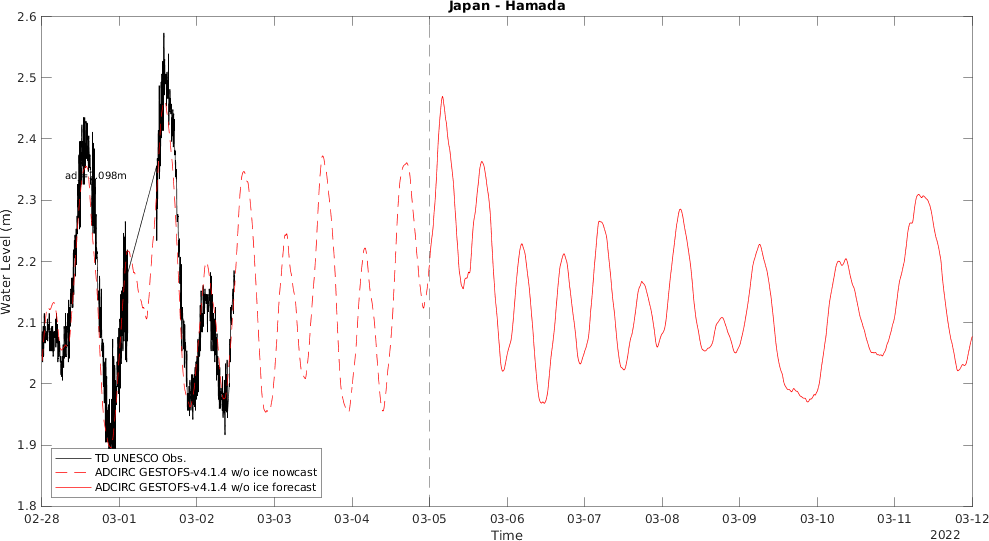 Japan - Hamada
2.6
2.5
2.4
2.3
2.2
2.1
2
1.9
1.8
Water Level (m)
098m
TD UNESCO Obs.
ADCIRC GESTOFS-v4.1.4 w/o ice nowcast
ADCIRC GESTOFS-v4.1.4 w/o ice forecast
02-28 03-01 03-02 03-03 03-04 03-05 03-06 03-07 03-08 03-09 03-10 03-11 03-12
Time
2022